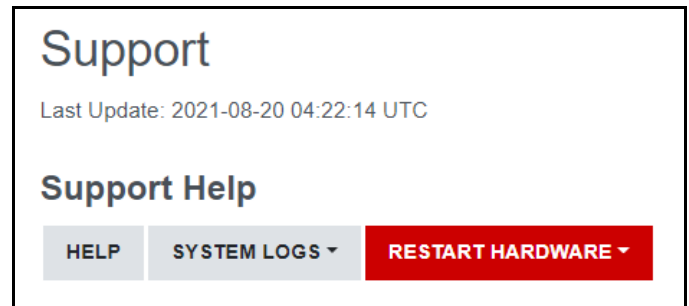 Support
Last Update: 2021-08-20 04:22:14 UTC
Support Help
HELP SYSTEM LOGS RESTART HARDWARE